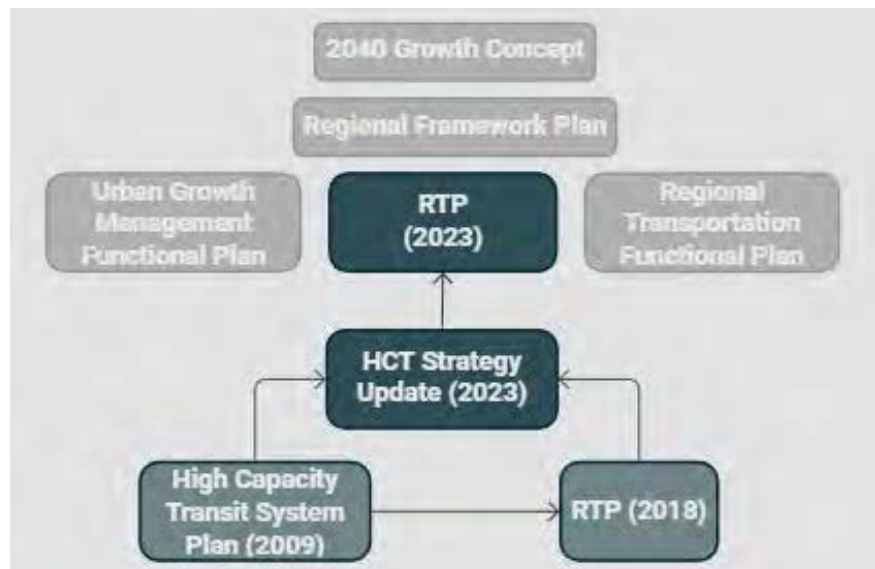 2040 Growth Concept
Regional Framework Plan
Urban Growth
Management
Functional Plan
RTP
(2023)
Regional
Transportation
Functional Plan
HCT Strategy
Update (2023)
High Capacity
Transit System
Plan (2009)
RTP (2018)